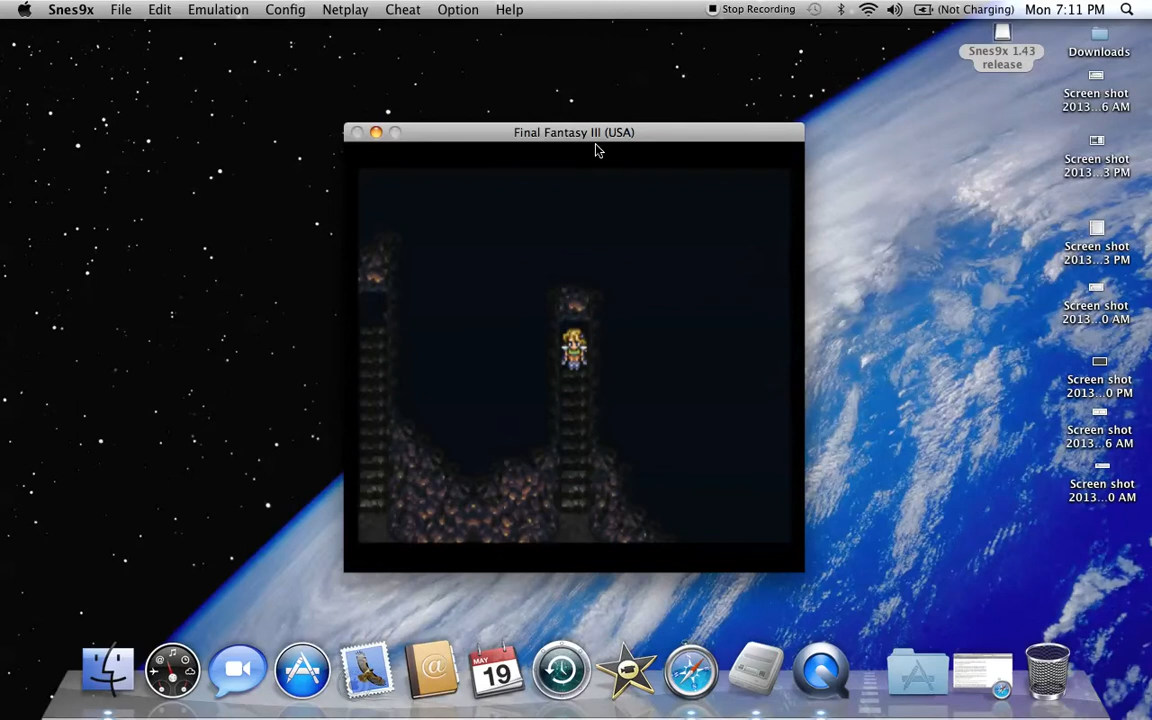 Snes9x File Edit Emulation Config Netplay Cheat Option Help Stop Recording (Not Charging) Mon 7:11 PM
Snes9x 1.43
release
Downloads
Screen shot
2013...6 AM
Screen shot
2013...3 PM
Final Fantasy III (USA)
Screen shot
2013...3 PM
Screen shot
2013...0 AM
Screen shot
2013...0 PM
Screen shot
2013...6 AM
Screen shot
2013...0 AM
MAY
19